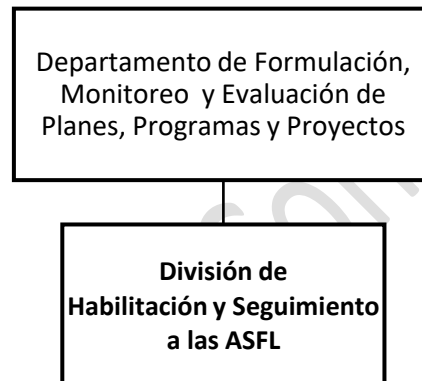 Departamento de Formulación,
Monitoreo y Evaluación de
Planes, Programas y Proyectos
División de
Habilitación y Seguimiento
a las ASFL